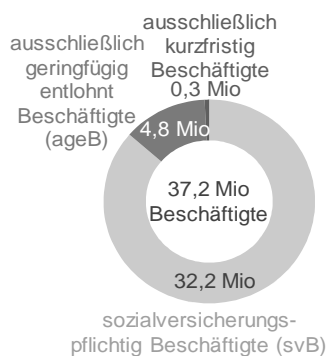 ausschließlich
geringfügig
entlohnt
Beschäftigte
(ageB)
ausschließlich
kurzfristig
Beschäftigte
0,3 Mio
4,8 Mio
37,2 Mio
Beschäftigte
32,2 Mio
sozialversicherungs-
pflichtig Beschäftigte (svB)